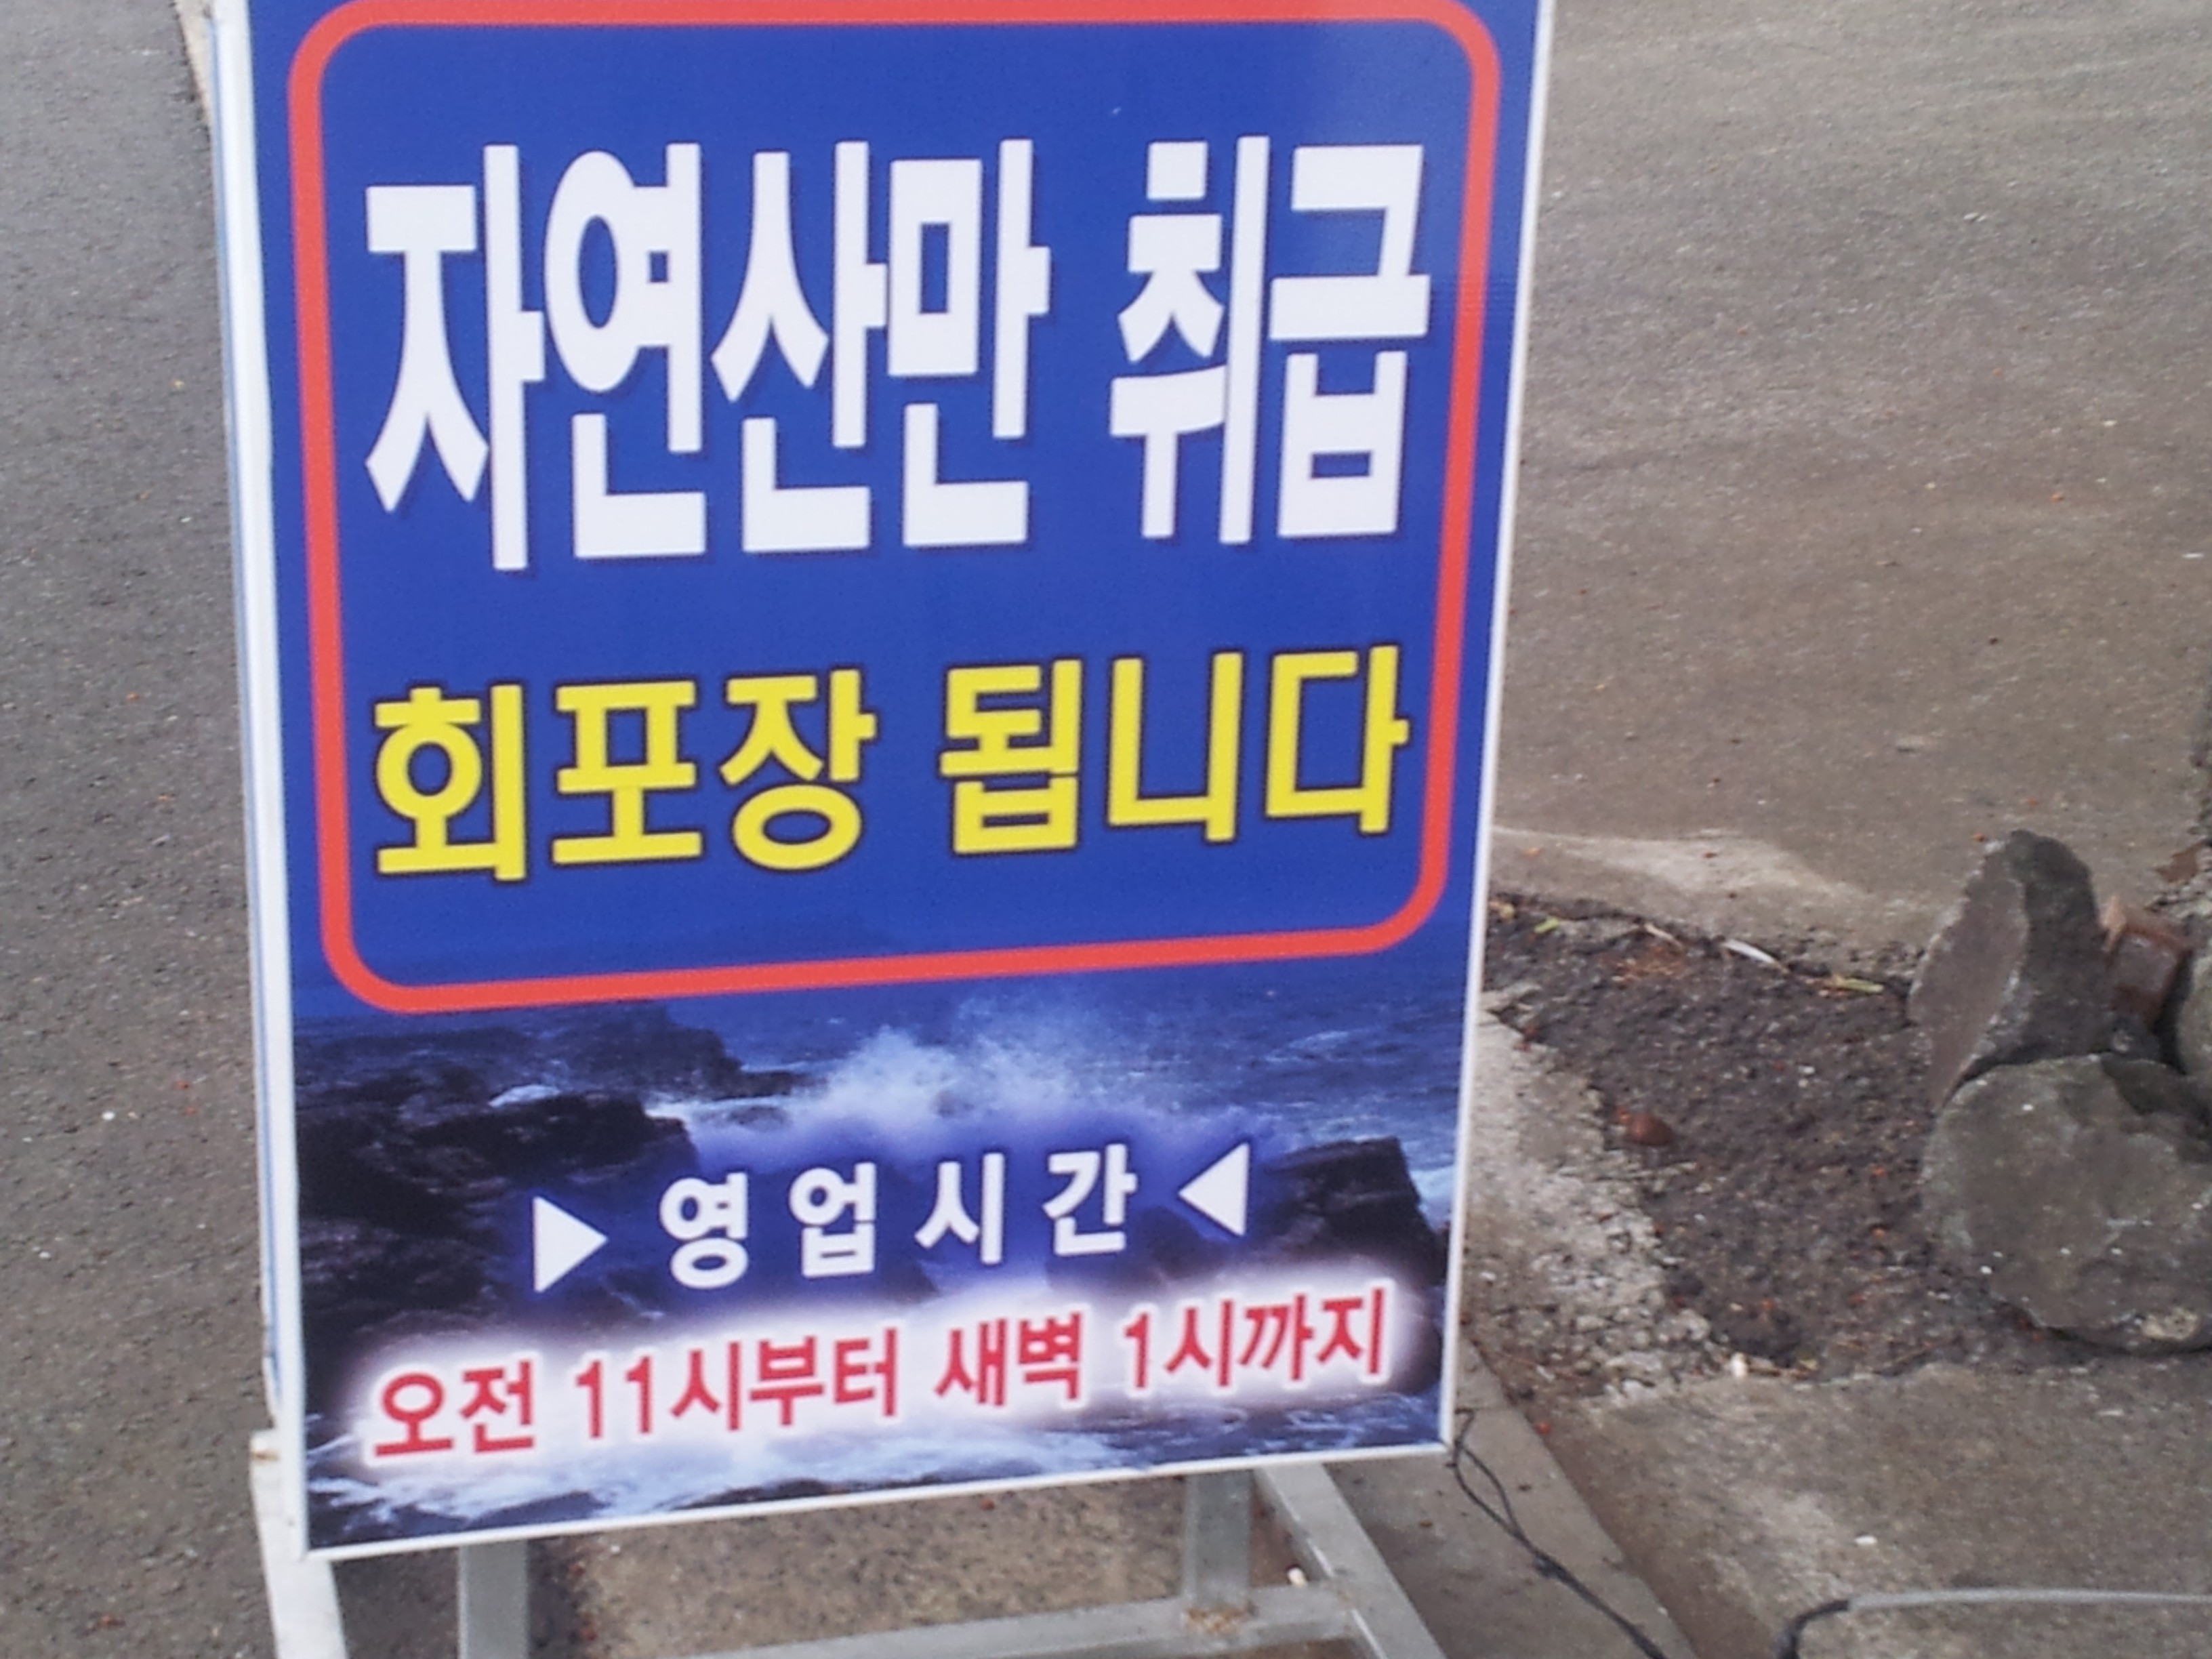 자연산만 취급
회포장 됩니다
▶ 영업시간 ◀
오전 11시부터 새벽 1시까지